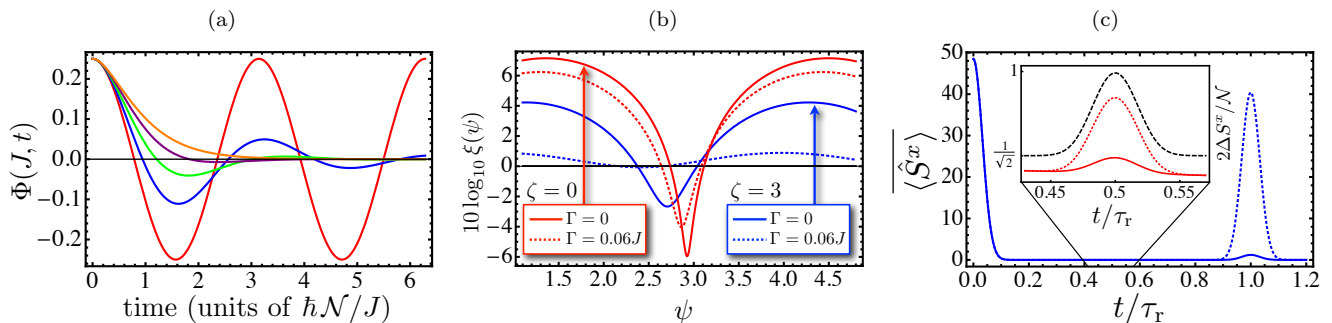 (a)
0.2
0.1
0.0
−0.1
−0.2
Φ(J, t)
0 1 2 3 4 5 6
time (units of ℏ𝒩/J)
(b)
6
4
2
0
−2
−4
−6
10 log₁₀ ξ(ψ)
ζ = 0
Γ = 0
Γ = 0.06J
ζ = 3
Γ = 0
Γ = 0.06J
1.5 2.0 2.5 3.0 3.5 4.0 4.5
ψ
(c)
50
40
30
20
10
0
⟨Ŝˣ⟩
1
1/√2
2ΔSˣ/𝒩
0.45 0.5 0.55
t/τᵣ
0.0 0.2 0.4 0.6 0.8 1.0 1.2
t/τᵣ